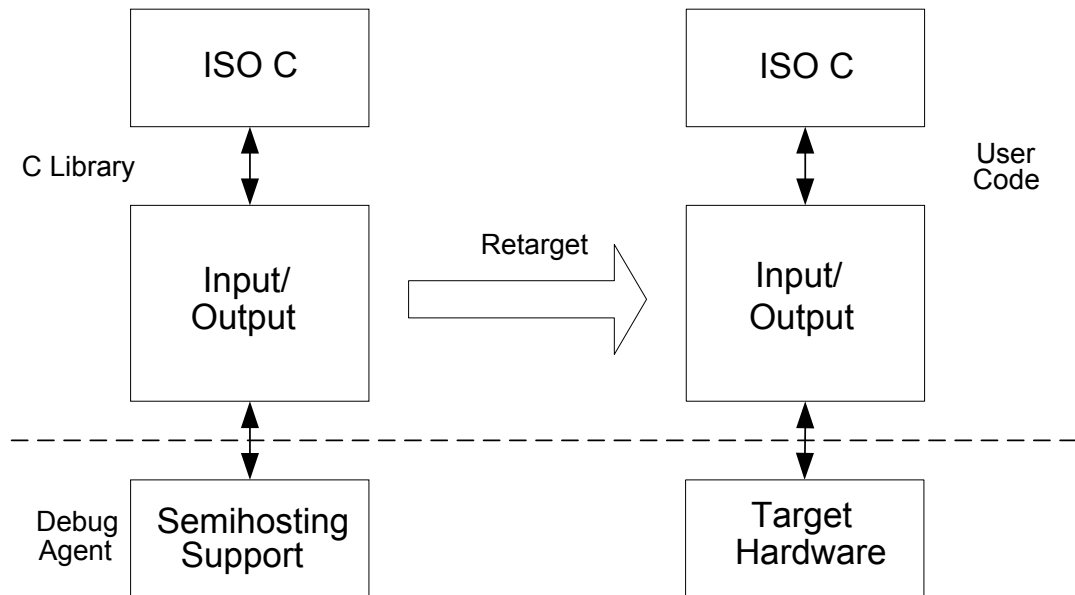 ISO C
ISO C
C Library
User
Code
Retarget
Input/
Output
Input/
Output
Debug
Agent
Semihosting
Support
Target
Hardware